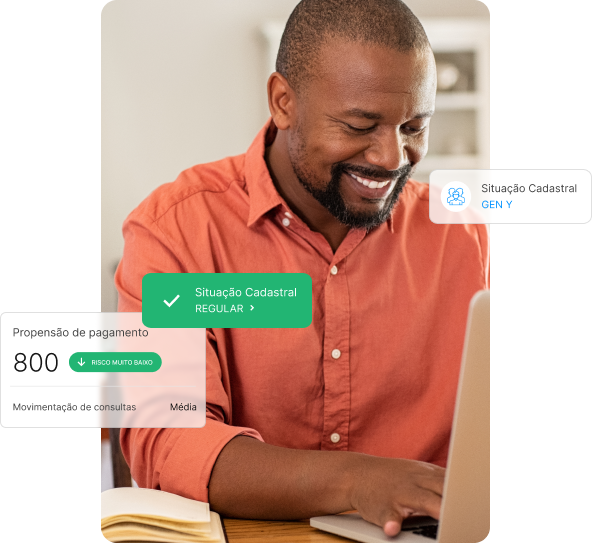 Situação Cadastral
GEN Y
Situação Cadastral
REGULAR >
Propensão de pagamento
800
RISCO MUITO BAIXO
Movimentação de consultas
Média